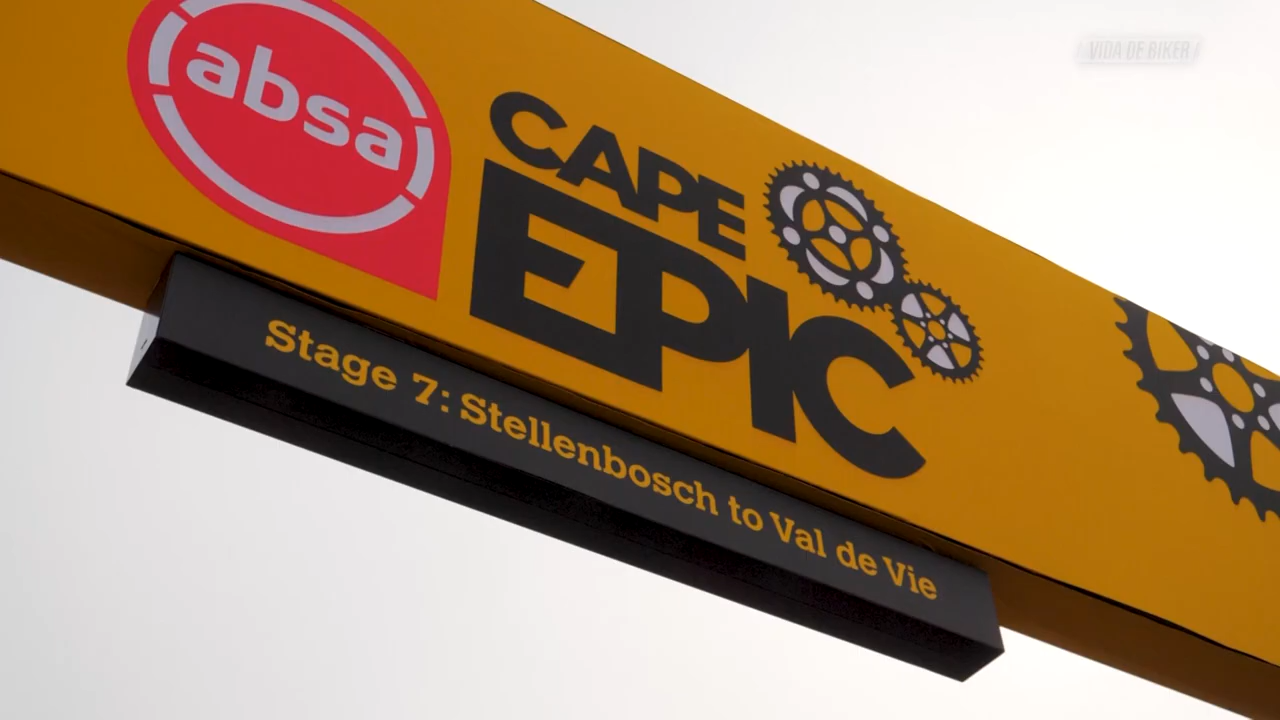 VIDA DE BIKER
absa
CAPE
EPIC
Stage 7: Stellenbosch to Val de Vie